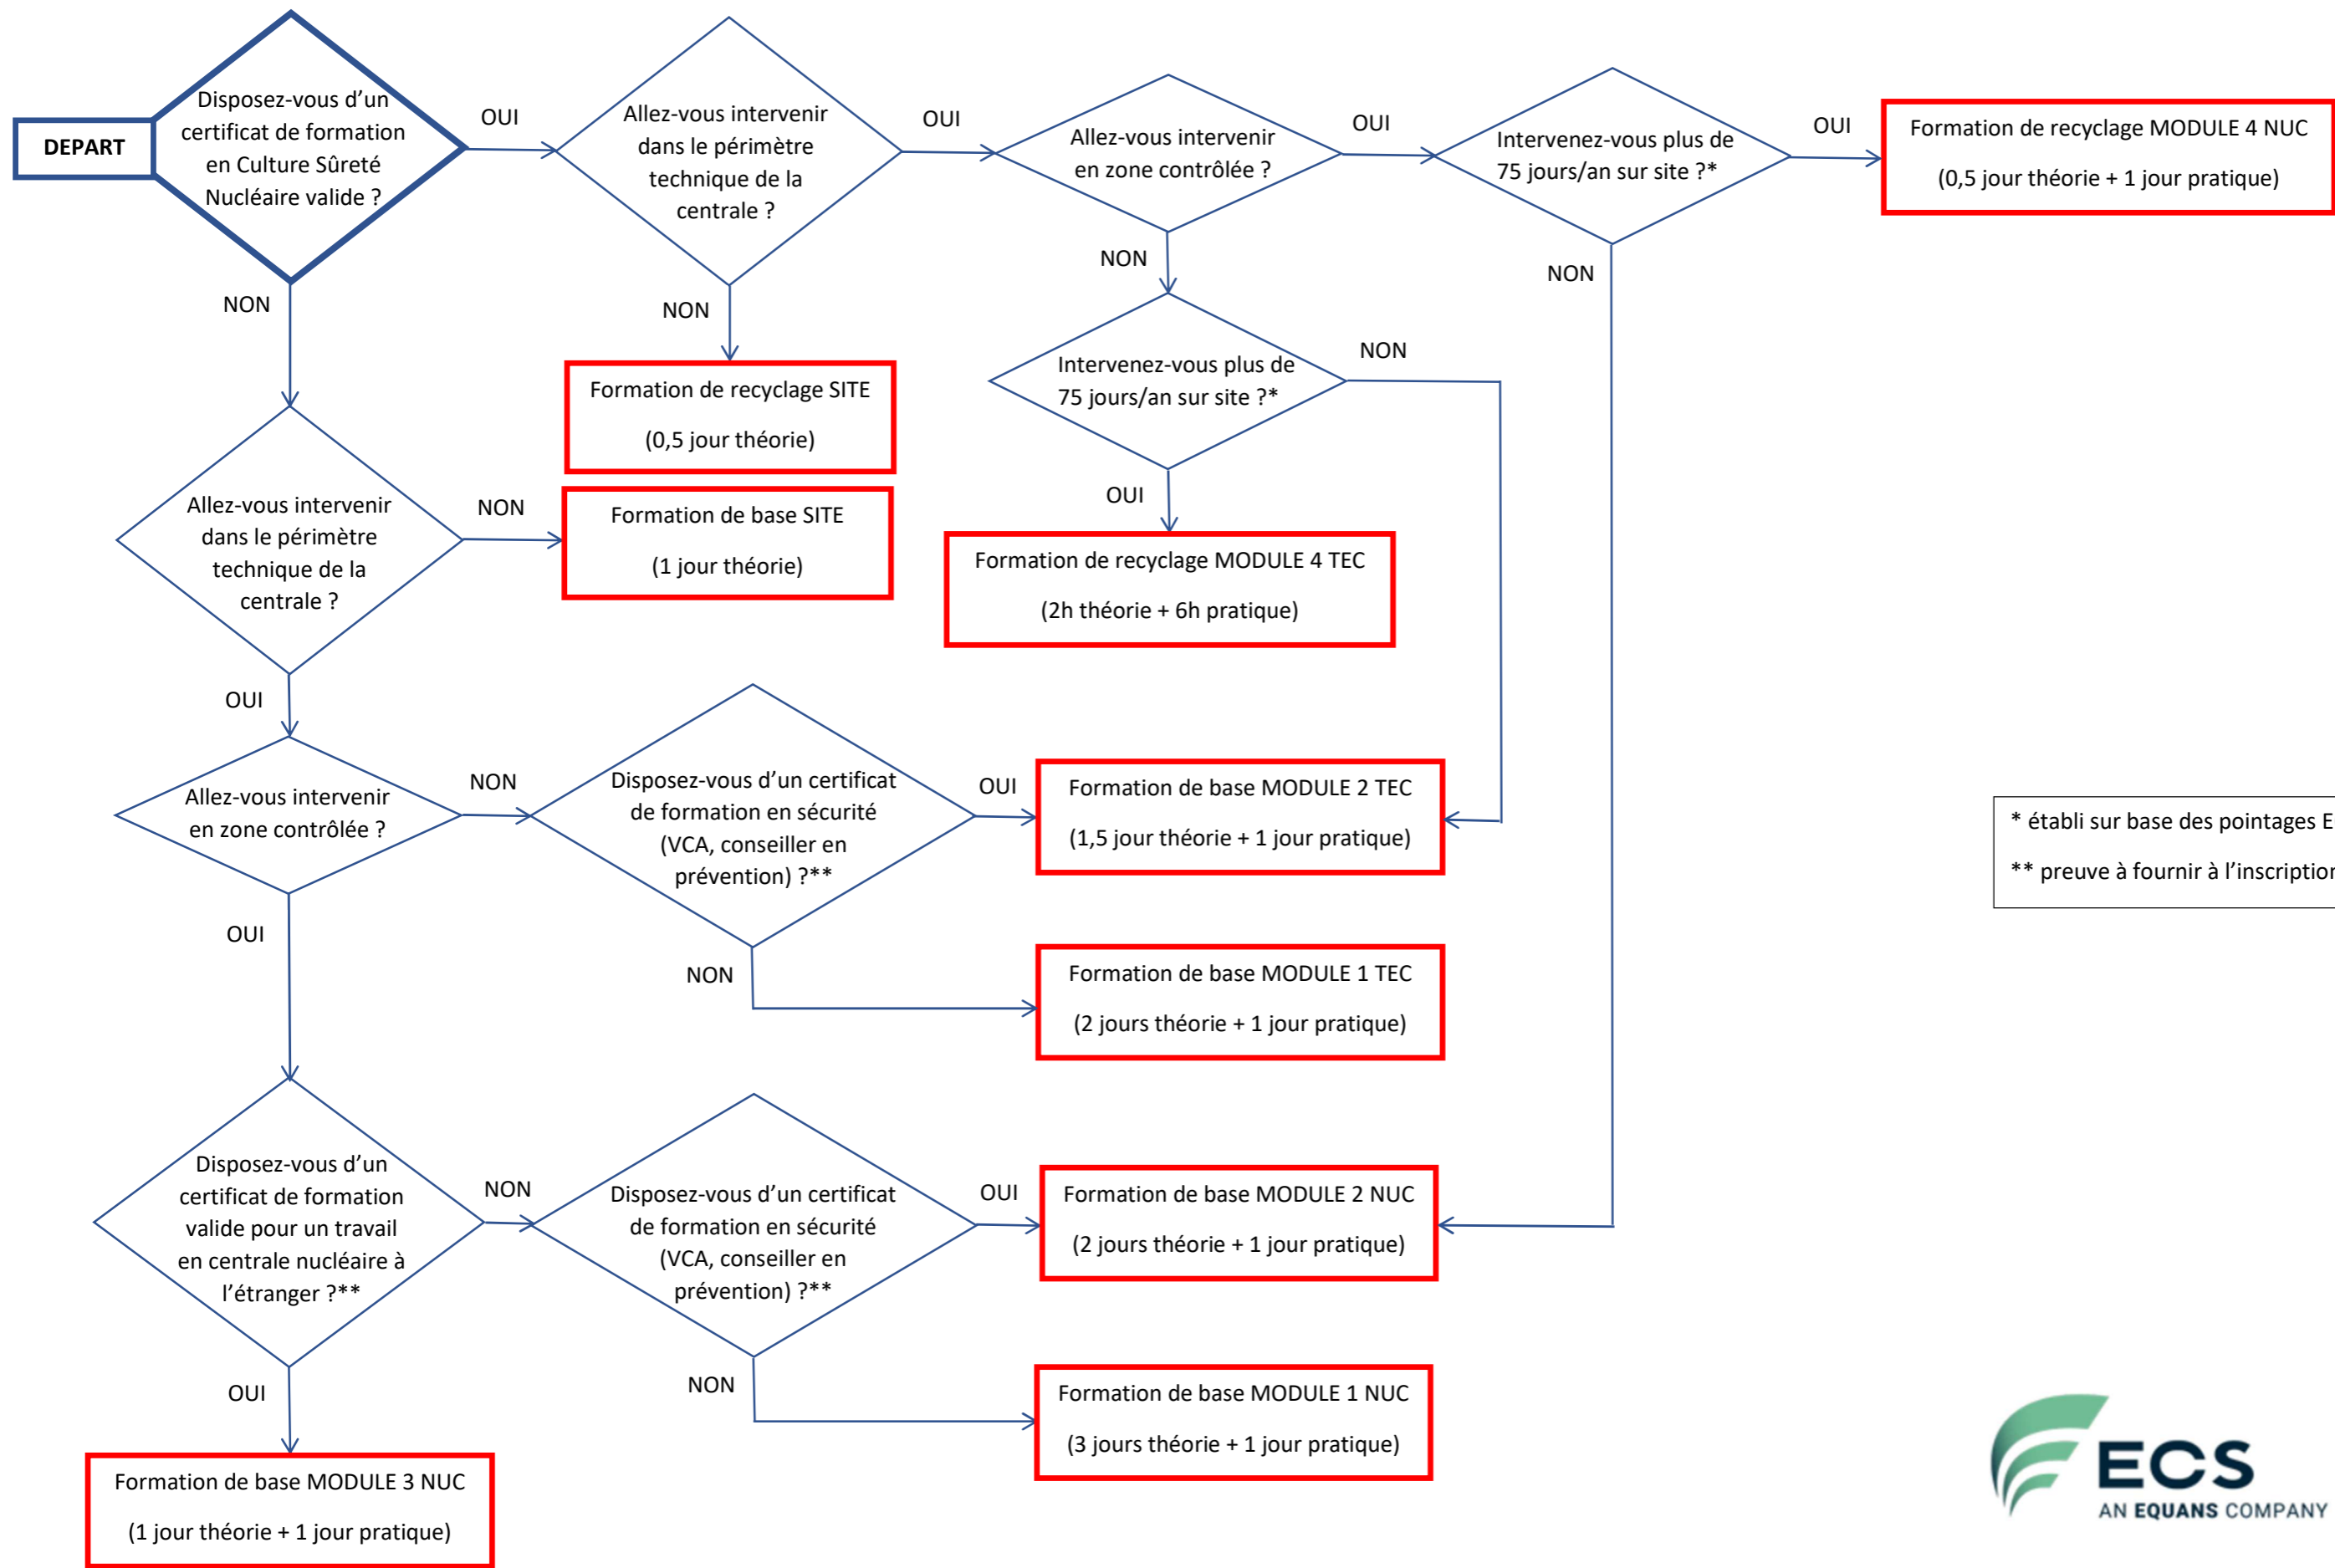 DEPART
Disposez-vous d’un
certificat de formation
en Culture Sûreté
Nucléaire valide ?
OUI
Allez-vous intervenir
dans le périmètre
technique de la
centrale ?
OUI
Allez-vous intervenir
en zone contrôlée ?
OUI
Intervenez-vous plus de
75 jours/an sur site ?*
OUI
Formation de recyclage MODULE 4 NUC
(0,5 jour théorie + 1 jour pratique)
NON
NON
NON
NON
Formation de recyclage SITE
(0,5 jour théorie)
Intervenez-vous plus de
75 jours/an sur site ?*
NON
OUI
Formation de recyclage MODULE 4 TEC
(2h théorie + 6h pratique)
Allez-vous intervenir
dans le périmètre
technique de la
centrale ?
NON
Formation de base SITE
(1 jour théorie)
OUI
Allez-vous intervenir
en zone contrôlée ?
NON
Disposez-vous d’un certificat
de formation en sécurité
(VCA, conseiller en
prévention) ?**
OUI
Formation de base MODULE 2 TEC
(1,5 jour théorie + 1 jour pratique)
* établi sur base des pointages
** preuve à fournir à l’inscription
OUI
NON
Formation de base MODULE 1 TEC
(2 jours théorie + 1 jour pratique)
Disposez-vous d’un
certificat de formation
valide pour un travail
en centrale nucléaire à
l’étranger ?**
NON
Disposez-vous d’un certificat
de formation en sécurité
(VCA, conseiller en
prévention) ?**
OUI
Formation de base MODULE 2 NUC
(2 jours théorie + 1 jour pratique)
OUI
NON
Formation de base MODULE 1 NUC
(3 jours théorie + 1 jour pratique)
Formation de base MODULE 3 NUC
(1 jour théorie + 1 jour pratique)
ECS
AN EQUANS COMPANY